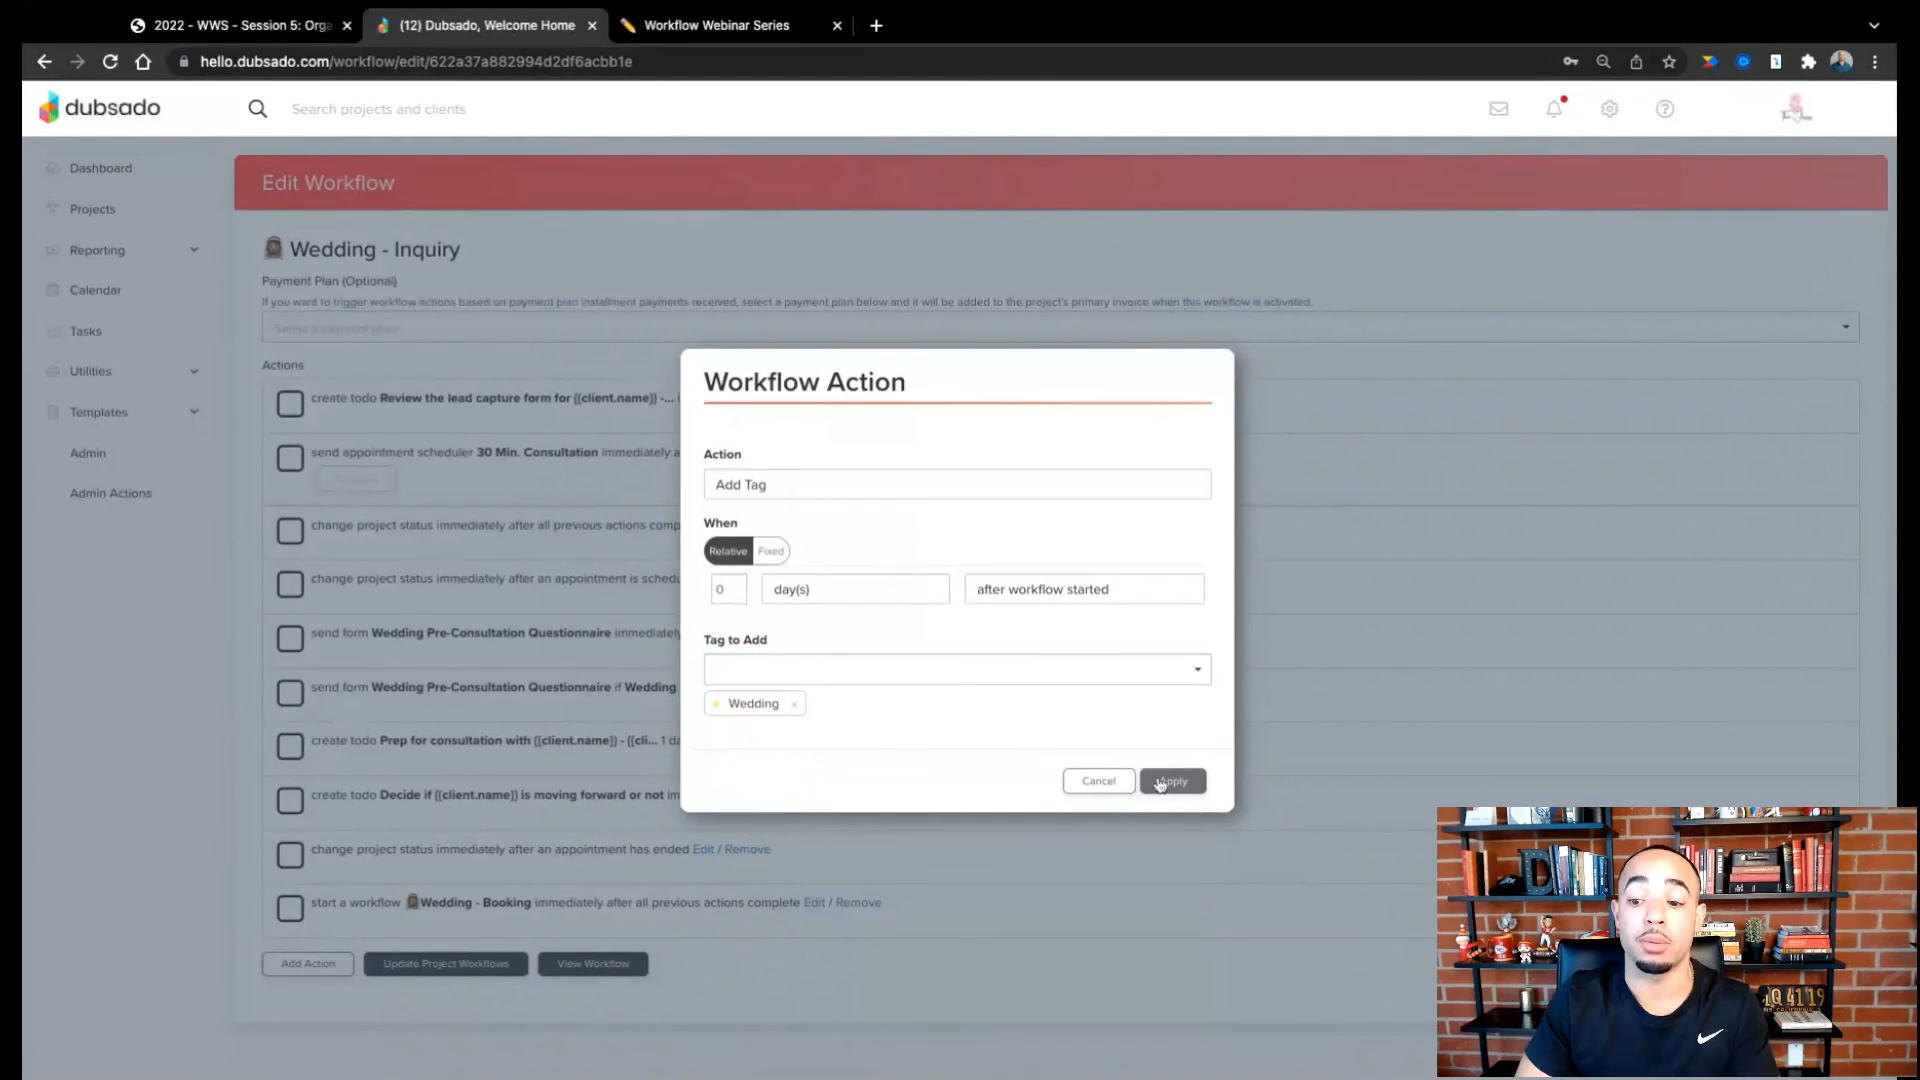 2022 - WWS - Session 5: Orga
(12) Dubsado, Welcome Home
Workflow Webinar Series
hello.dubsado.com/workflow/edit/622a37a882994d2df6acbb1e
dubsado
Search projects and clients
Dashboard
Projects
Reporting
Calendar
Tasks
Utilities
Templates
Admin
Admin Actions
Edit Workflow
Wedding - Inquiry
Payment Plan (Optional)
If you want to trigger workflow actions based on payment plan installment payments received, select a payment plan below and it will be added to the project's primary invoice when this workflow is activated.
Select a payment plan
Actions
create todo Review the lead capture form for {{client.name}} -...
send appointment scheduler 30 Min. Consultation immediately a
change project status immediately after all previous actions comp
change project status immediately after an appointment is schedu
send form Wedding Pre-Consultation Questionnaire immediately
send form Wedding Pre-Consultation Questionnaire if Wedding
create todo Prep for consultation with {{client.name}} - {{cli... 1 da
create todo Decide if {{client.name}} is moving forward or not im
change project status immediately after an appointment has ended Edit / Remove
start a workflow Wedding - Booking immediately after all previous actions complete Edit / Remove
Add Action
Update Project Workflows
View Workflow
Workflow Action
Action
Add Tag
When
Relative
Fixed
0
day(s)
after workflow started
Tag to Add
Wedding
x
Cancel
Apply
D
1Q 4119